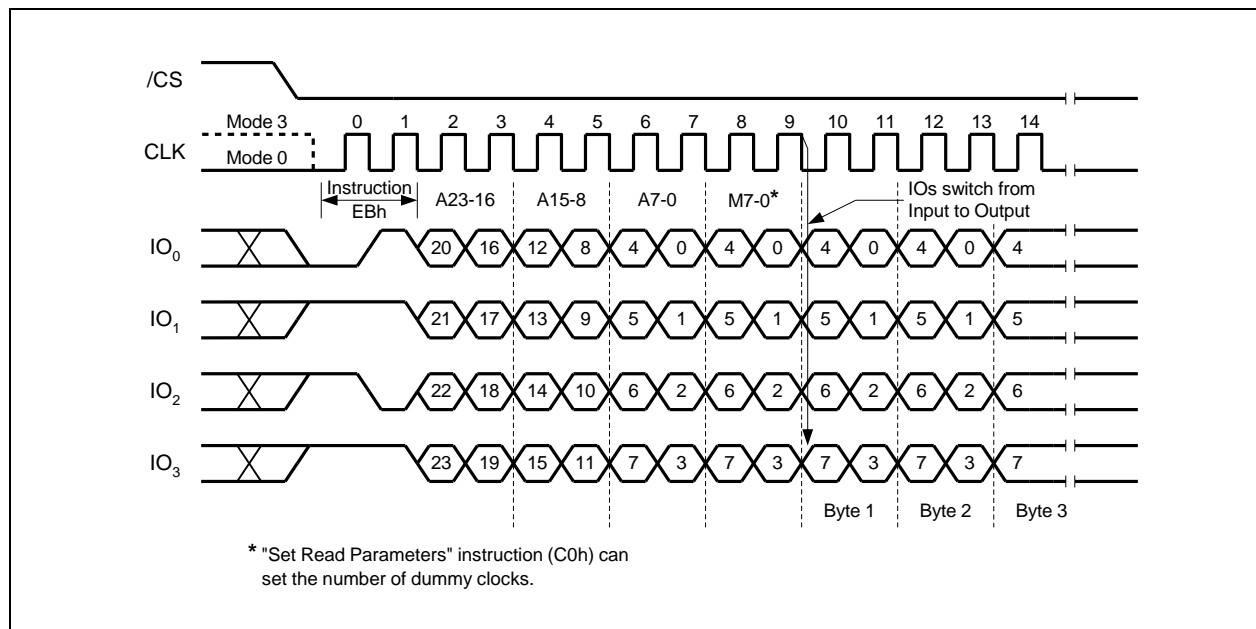 /CS
Mode 3 0 1 2 3 4 5 6 7 8 9 10 11 12 13 14
CLK Mode 0
Instruction
EBh A23-16 A15-8 A7-0 M7-0* IOs switch from
Input to Output
IO0 20 16 12 8 4 0 4 0 4 0 4 0 4
IO1 21 17 13 9 5 1 5 1 5 1 5 1 5
IO2 22 18 14 10 6 2 6 2 6 2 6 2 6
IO3 23 19 15 11 7 3 7 3 7 3 7 3 7
Byte 1 Byte 2 Byte 3
* "Set Read Parameters" instruction (C0h) can
set the number of dummy clocks.